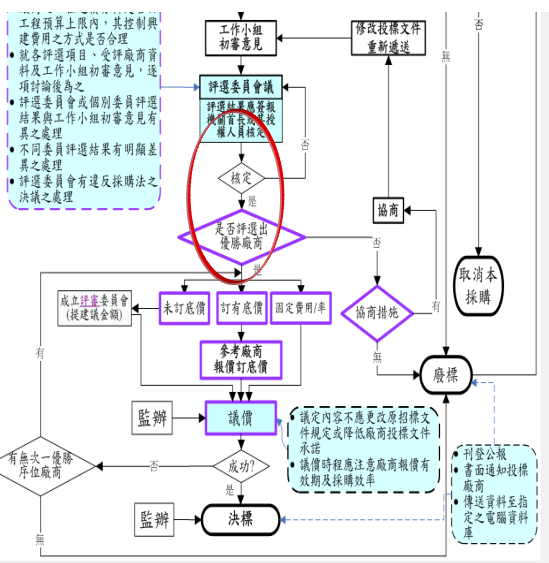 工程預算上限內，其控制興
建費用之方式是否合理
就各評選項目、受評廠商資
料及工作小組初審意見，逐
項討論後為之
評選委員會或個別委員評選
結果與工作小組初審意見有
異之處理
不同委員評選結果有明顯差
異之處理
評選委員會有違反採購法之
決議之處理
工作小組
初審意見
修改投標文件
重新遞送
否
無
評選委員會議
評選結果應簽報
機關首長或其授
權人員核定
否
核定
是
協商
是否評選出
優勝廠商
否
是
取消本
採購
成立評審委員會
(提建議金額)
未訂底價
訂有底價
固定費用/率
協商措施
有
有
無
參考廠商
報價訂底價
廢標
監辦
議價
議定內容不應更改原招標文
件規定或降低廠商投標文件
承諾
議價時程應注意廠商報價有
效期及採購效率
刊登公報
書面通知投標
廠商
傳送資料至指
定之電腦資料
庫
有無次一優勝
序位廠商
否
成功?
是
監辦
決標
無